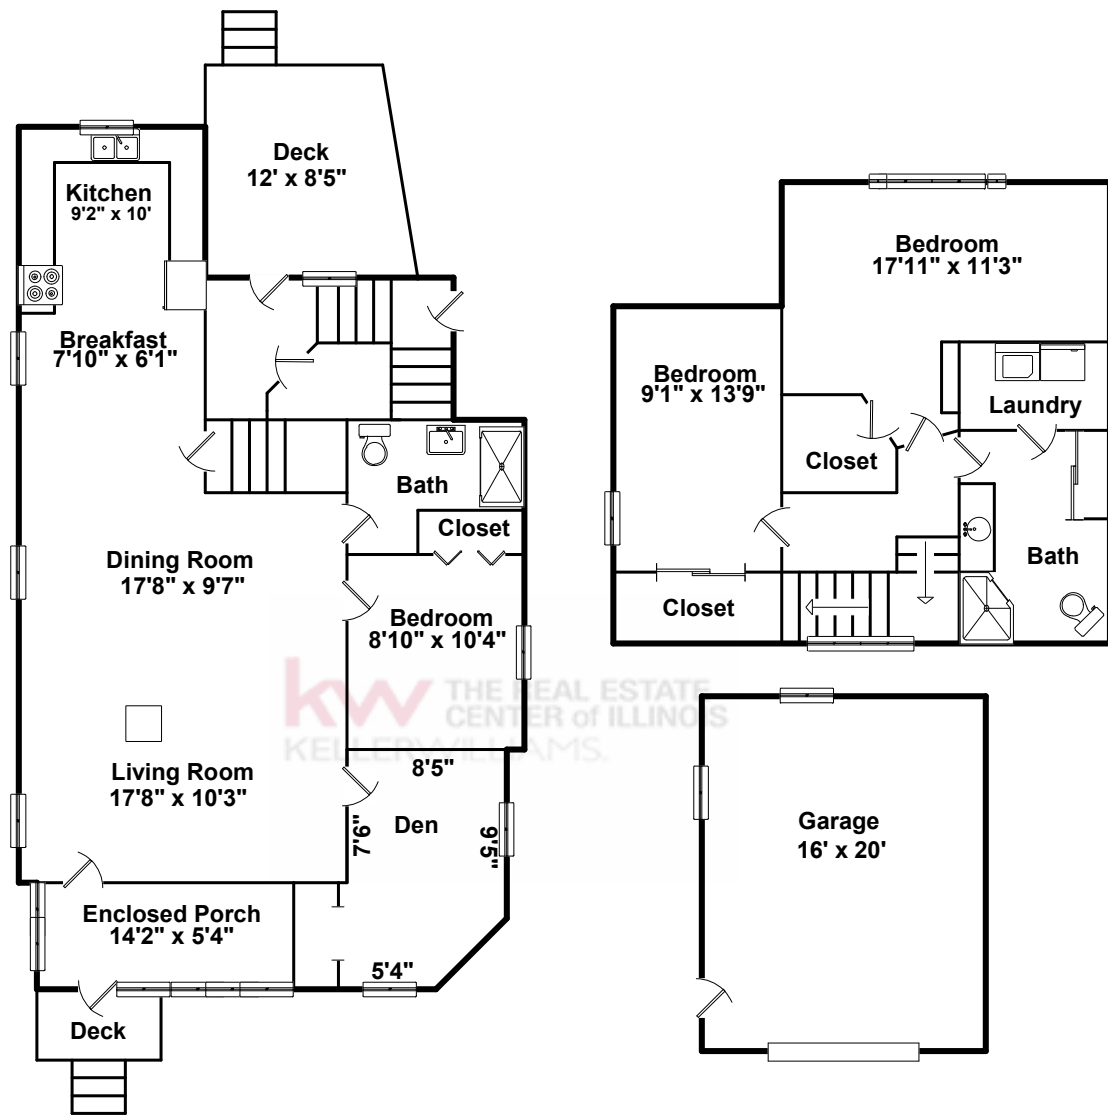 Deck
12' x 8'5"
Kitchen
9'2" x 10'
Breakfast
7'10" x 6'1"
Bath
Closet
Dining Room
17'8" x 9'7"
Bedroom
8'10" x 10'4"
Living Room
17'8" x 10'3"
8'5"
Den
7'6"
9'5"
5'4"
Enclosed Porch
14'2" x 5'4"
Deck
Bedroom
17'11" x 11'3"
Bedroom
9'1" x 13'9"
Laundry
Closet
Bath
Closet
Garage
16' x 20'
kw THE REAL ESTATE
CENTER of ILLINOIS
KELLERWILLIAMS.